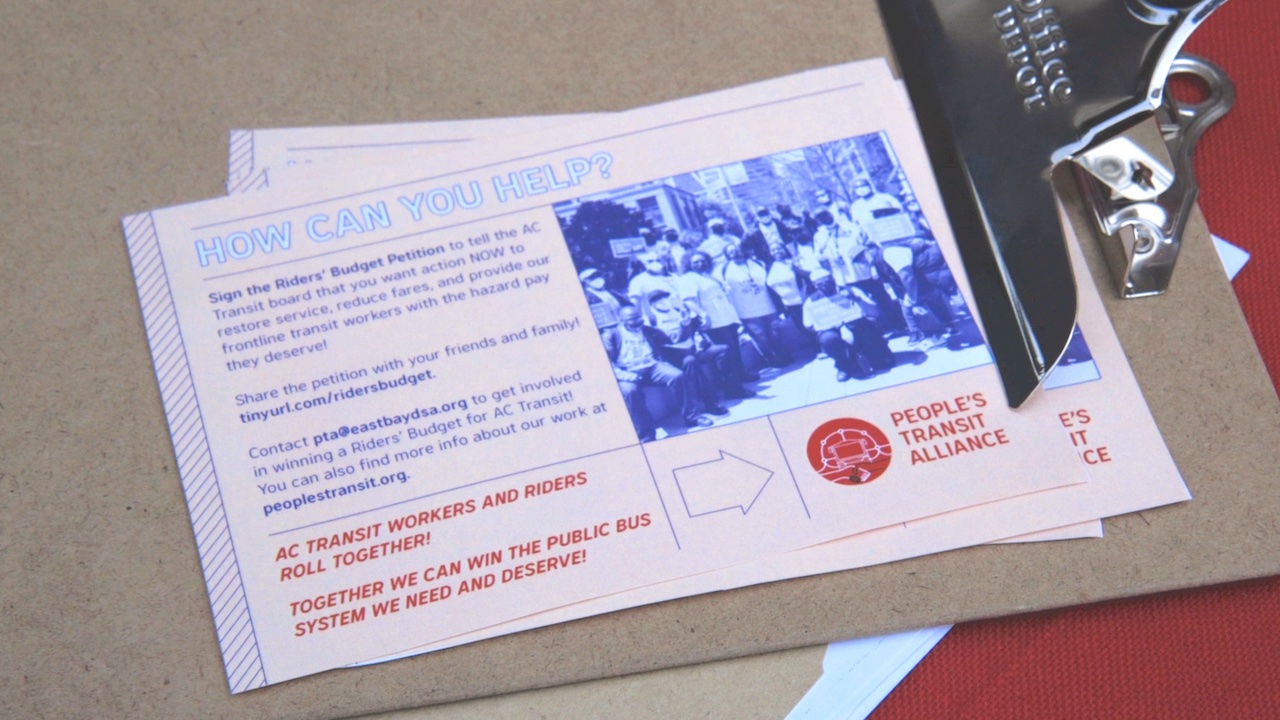 Office
DEPOT
HOW CAN YOU HELP?
Sign the Riders' Budget Petition to tell the AC
Transit board that you want action NOW to
restore service, reduce fares, and provide our
frontline transit workers with the hazard pay
they deserve!
Share the petition with your friends and family!
tinyurl.com/ridersbudget.
Contact pta@eastbaydsa.org to get involved
in winning a Riders' Budget for AC Transit!
You can also find more info about our work at
peoplestransit.org.
AC TRANSIT WORKERS AND RIDERS
ROLL TOGETHER!
TOGETHER WE CAN WIN THE PUBLIC BUS
SYSTEM WE NEED AND DESERVE!
PEOPLE'S
TRANSIT
ALLIANCE
E'S
IT
CE